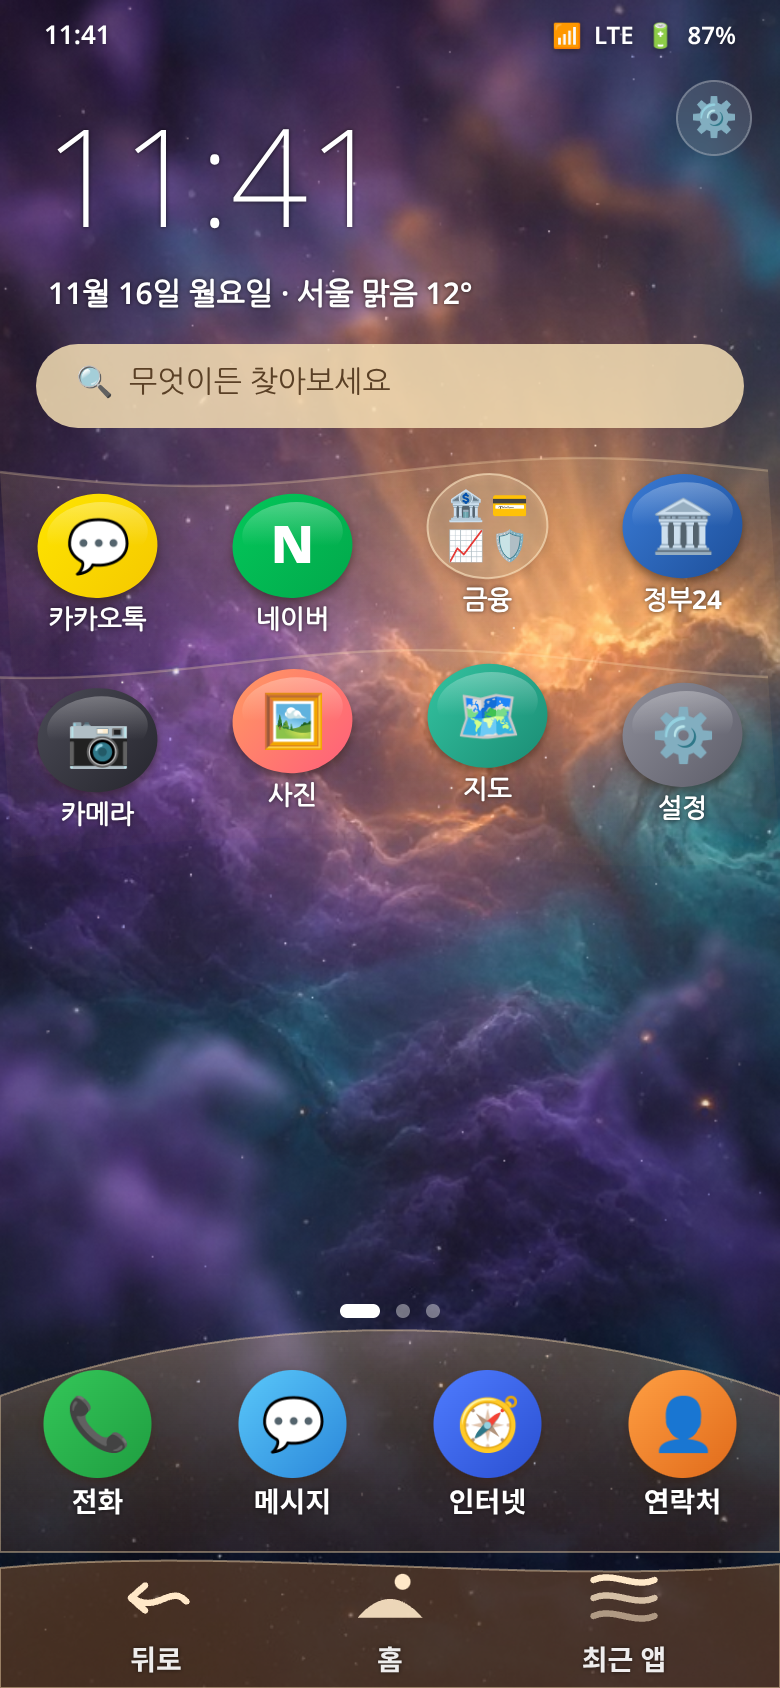 11:41 LTE 87%
11:41
11월 16일 월요일 · 서울 맑음 12°
무엇이든 찾아보세요
N
카카오톡 네이버 금융 정부24
카메라 사진 지도 설정
전화 메시지 인터넷 연락처
뒤로 홈 최근 앱